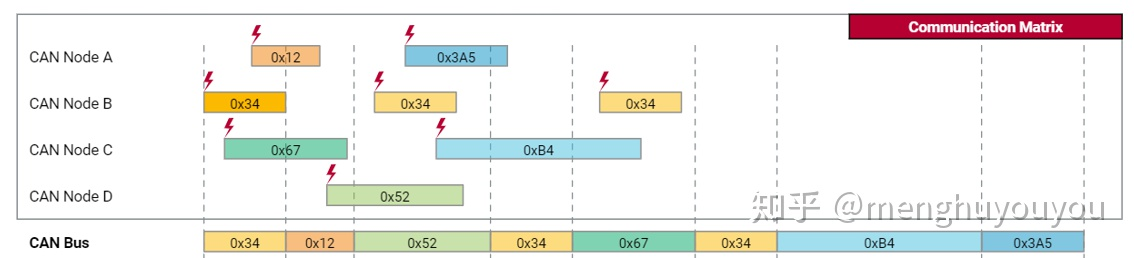 Communication Matrix
CAN Node A 0x12 0x3A5
CAN Node B 0x34 0x34 0x34
CAN Node C 0x67 0xB4
CAN Node D 0x52
知乎 @menghuyouyou
CAN Bus 0x34 0x12 0x52 0x34 0x67 0x34 0xB4 0x3A5